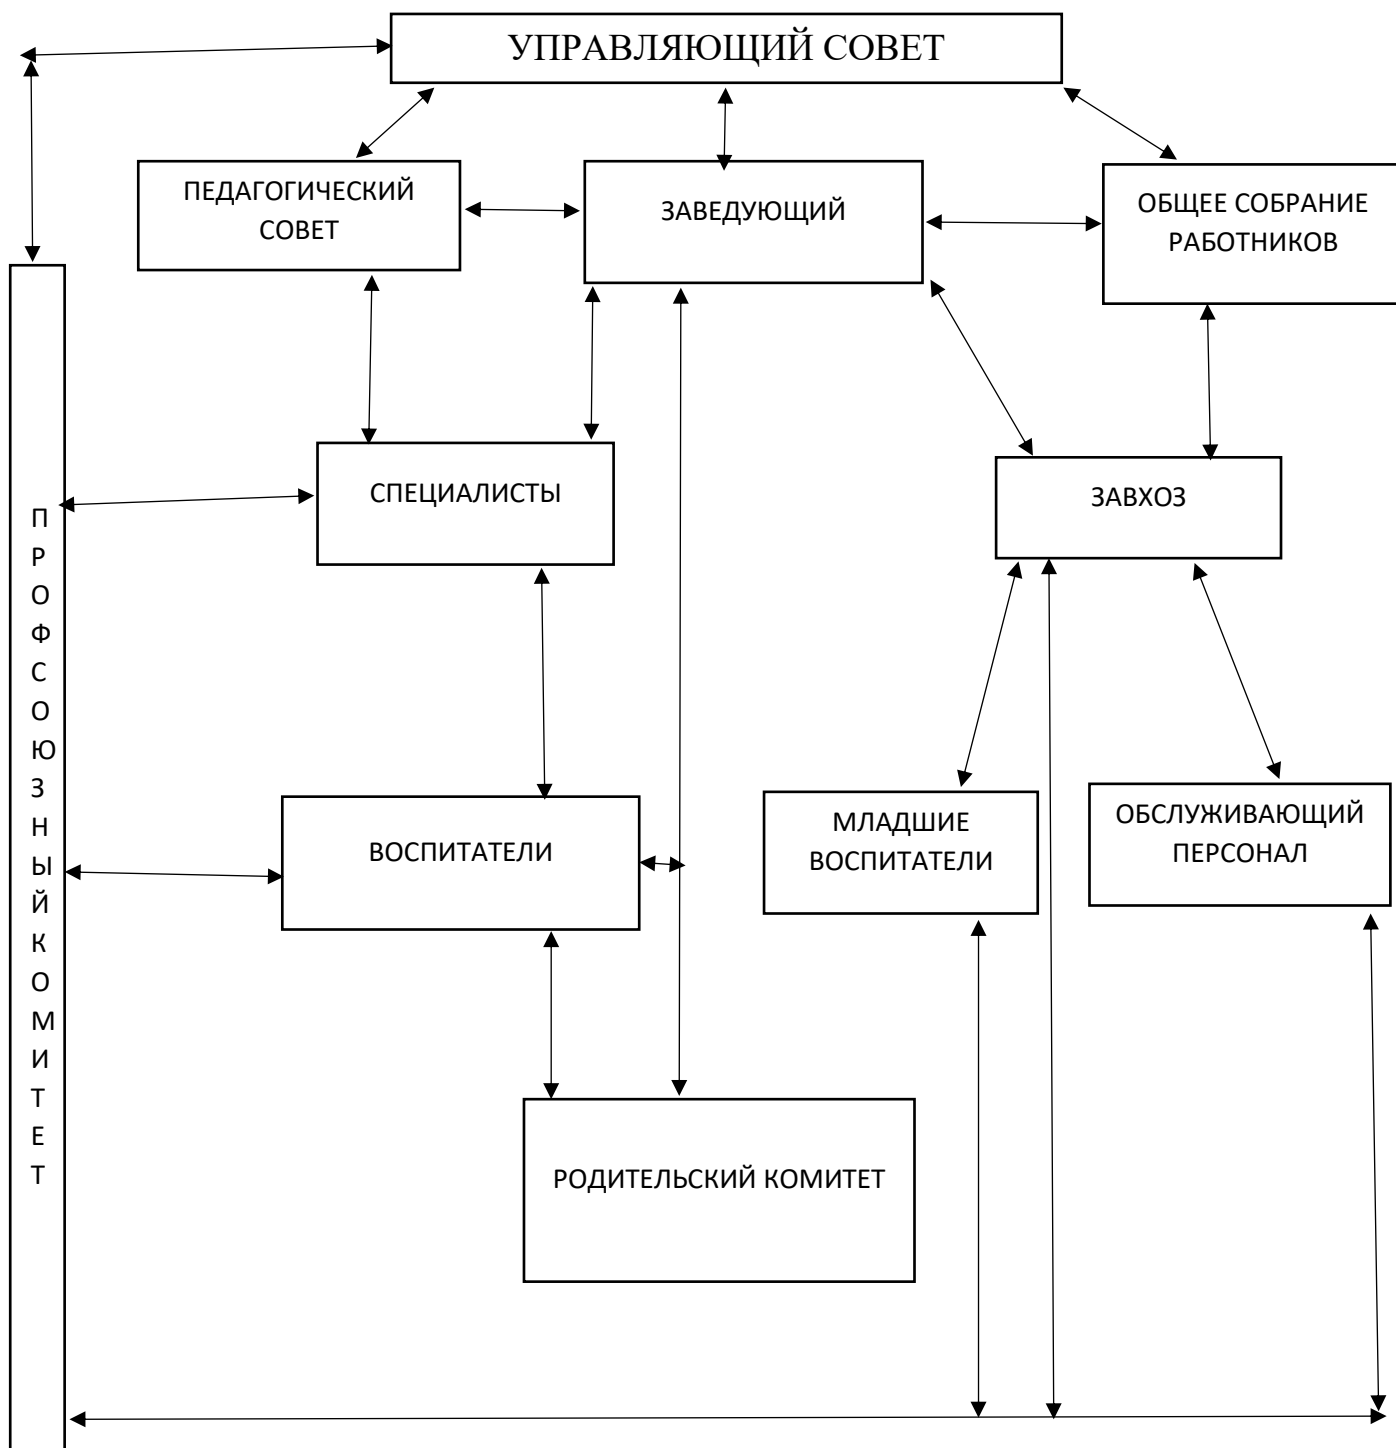 УПРАВЛЯЮЩИЙ СОВЕТ
ПЕДАГОГИЧЕСКИЙ
СОВЕТ
ЗАВЕДУЮЩИЙ
ОБЩЕЕ СОБРАНИЕ
РАБОТНИКОВ
СПЕЦИАЛИСТЫ
ЗАВХОЗ
П
Р
О
Ф
С
О
Ю
З
Н
Ы
Й
К
О
М
И
Т
Е
Т
ВОСПИТАТЕЛИ
МЛАДШИЕ
ВОСПИТАТЕЛИ
ОБСЛУЖИВАЮЩИЙ
ПЕРСОНАЛ
РОДИТЕЛЬСКИЙ КОМИТЕТ